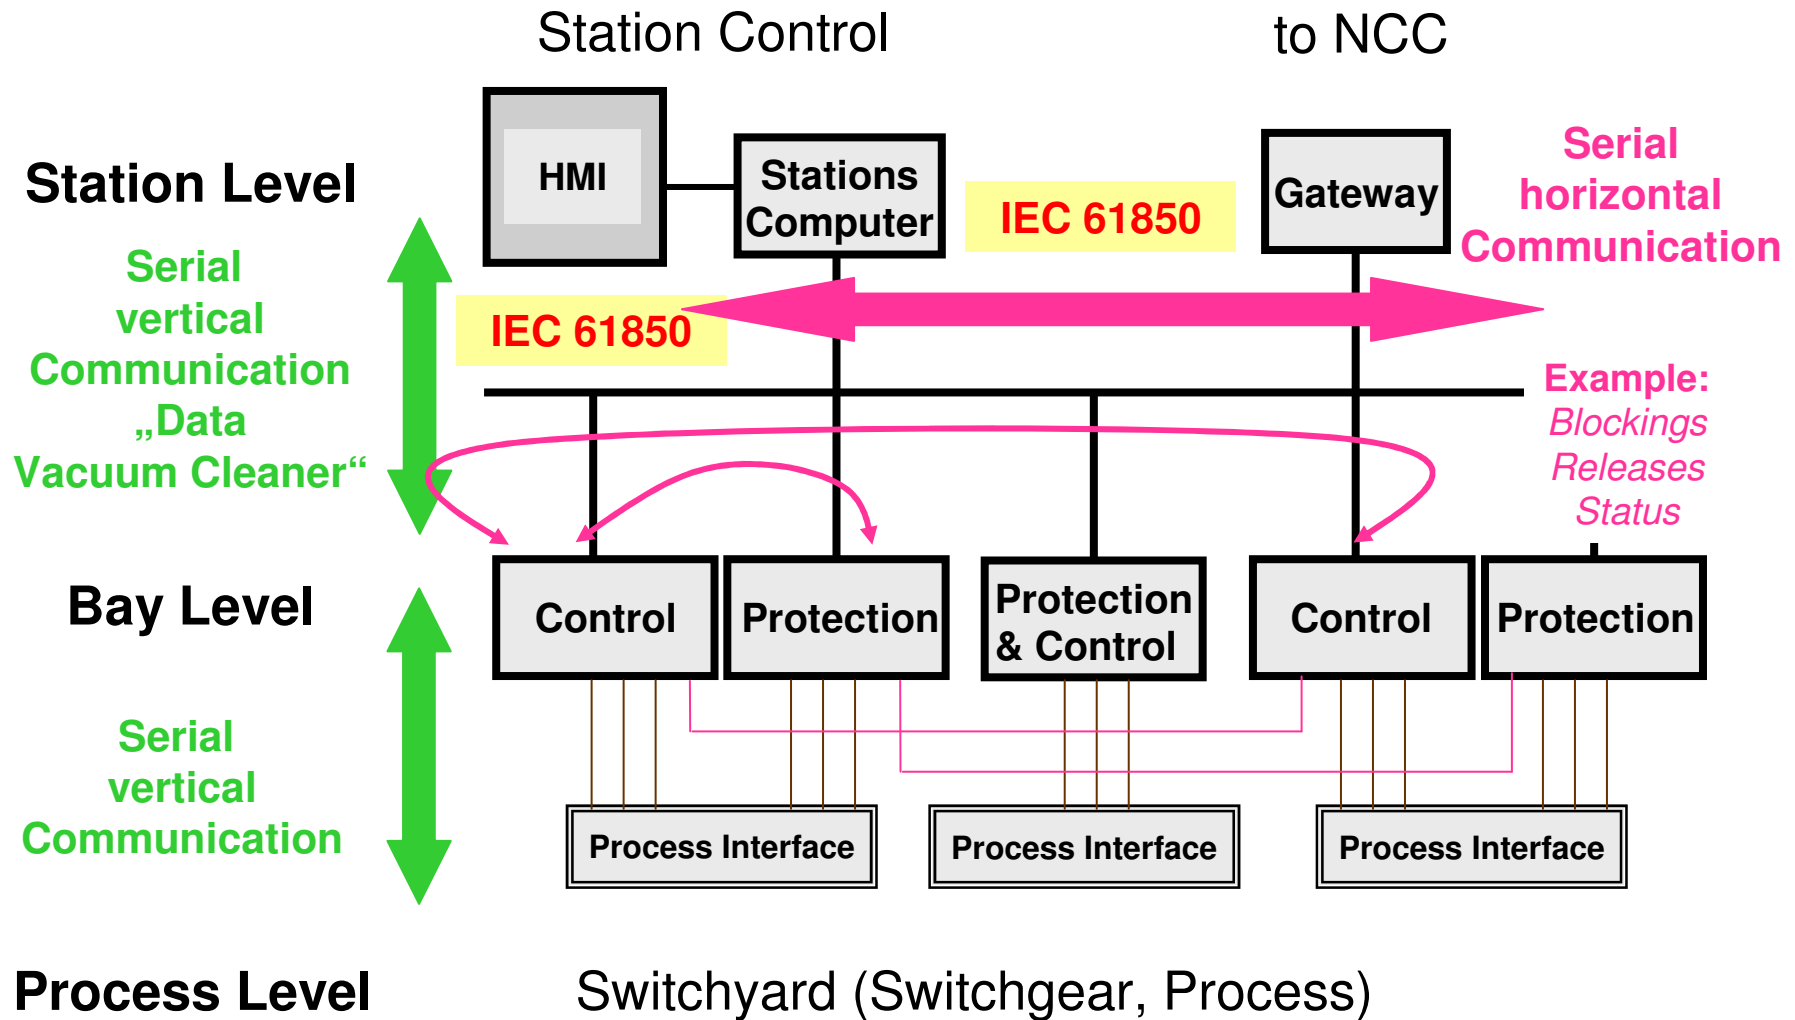 Station Control
to NCC
Station Level
HMI
Stations
Computer
IEC 61850
Gateway
Serial
horizontal
Communication
Serial
vertical
Communication
„Data
Vacuum Cleaner“
IEC 61850
Example:
Blockings
Releases
Status
Bay Level
Control
Protection
Protection
& Control
Control
Protection
Serial
vertical
Communication
Process Interface
Process Interface
Process Interface
Process Level
Switchyard (Switchgear, Process)